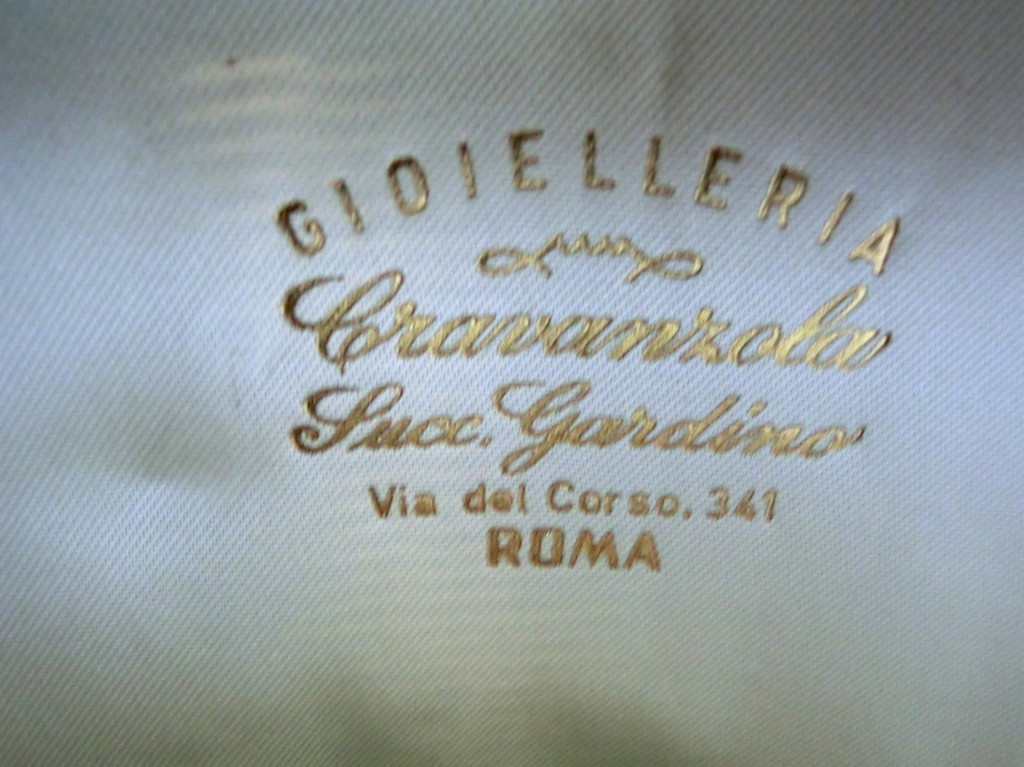 GIOIELLERIA
Cravanzola
Succ. Gardino
Via del Corso, 341
ROMA